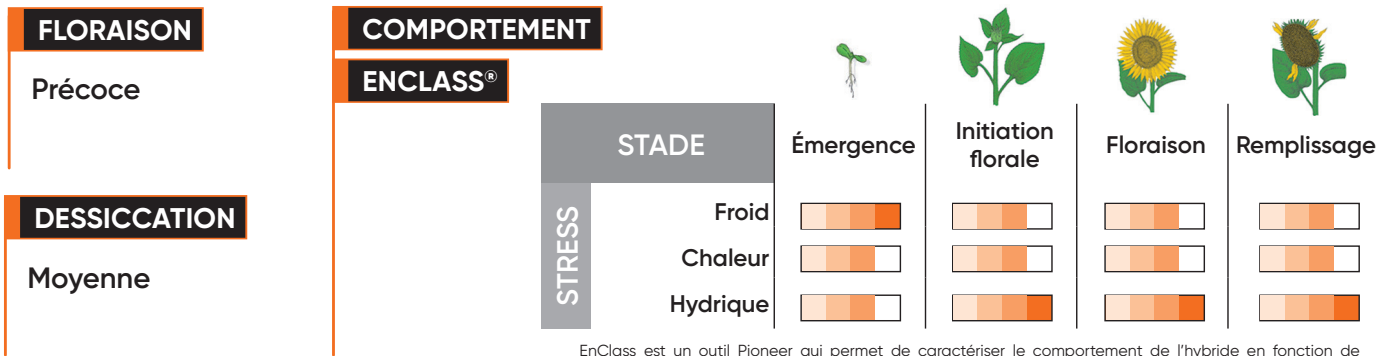 FLORAISON
Précoce
DESSICCATION
Moyenne
COMPORTEMENT
ENCLASS®
STADE
Émergence
Initiation
florale
Floraison
Remplissage
STRESS
Froid
Chaleur
Hydrique
EnClass est un outil Pioneer qui permet de caractériser le comportement de l'hybride en fonction de